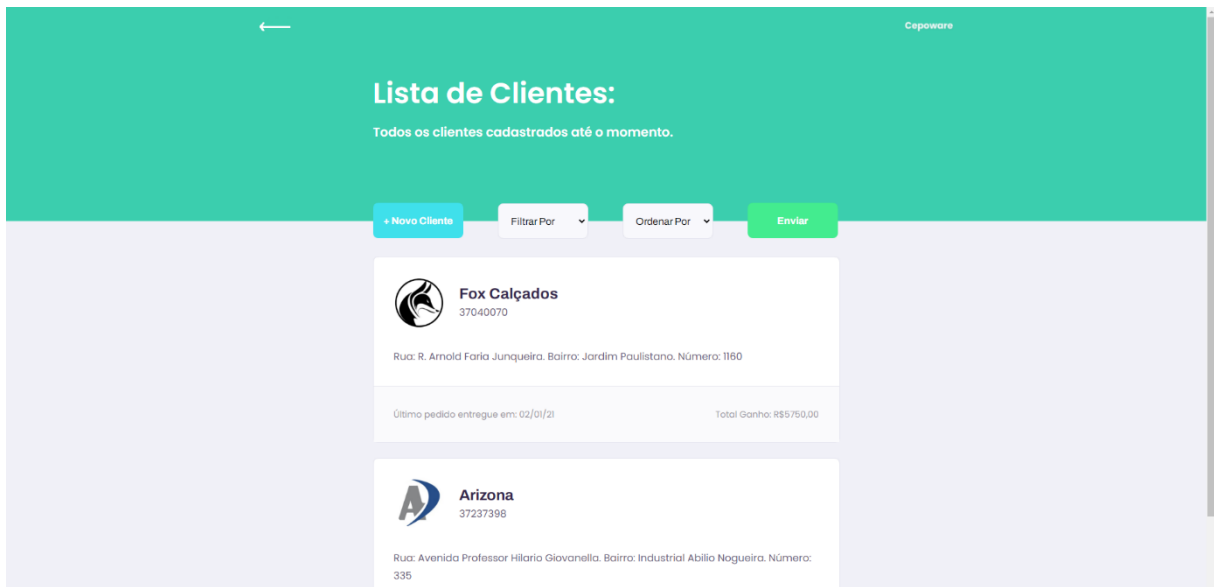 Cepoware
Lista de Clientes:
Todos os clientes cadastrados até o momento.
+ Novo Cliente
Filtrar Por
Ordenar Por
Enviar
Fox Calçados
37040070
Rua: R. Arnold Faria Junqueira. Bairro: Jardim Paulistano. Número: 1160
Último pedido entregue em: 02/01/21
Total Ganho: R$5750,00
Arizona
37237398
Rua: Avenida Professor Hilario Giovanella. Bairro: Industrial Abilio Nogueira. Número:
335